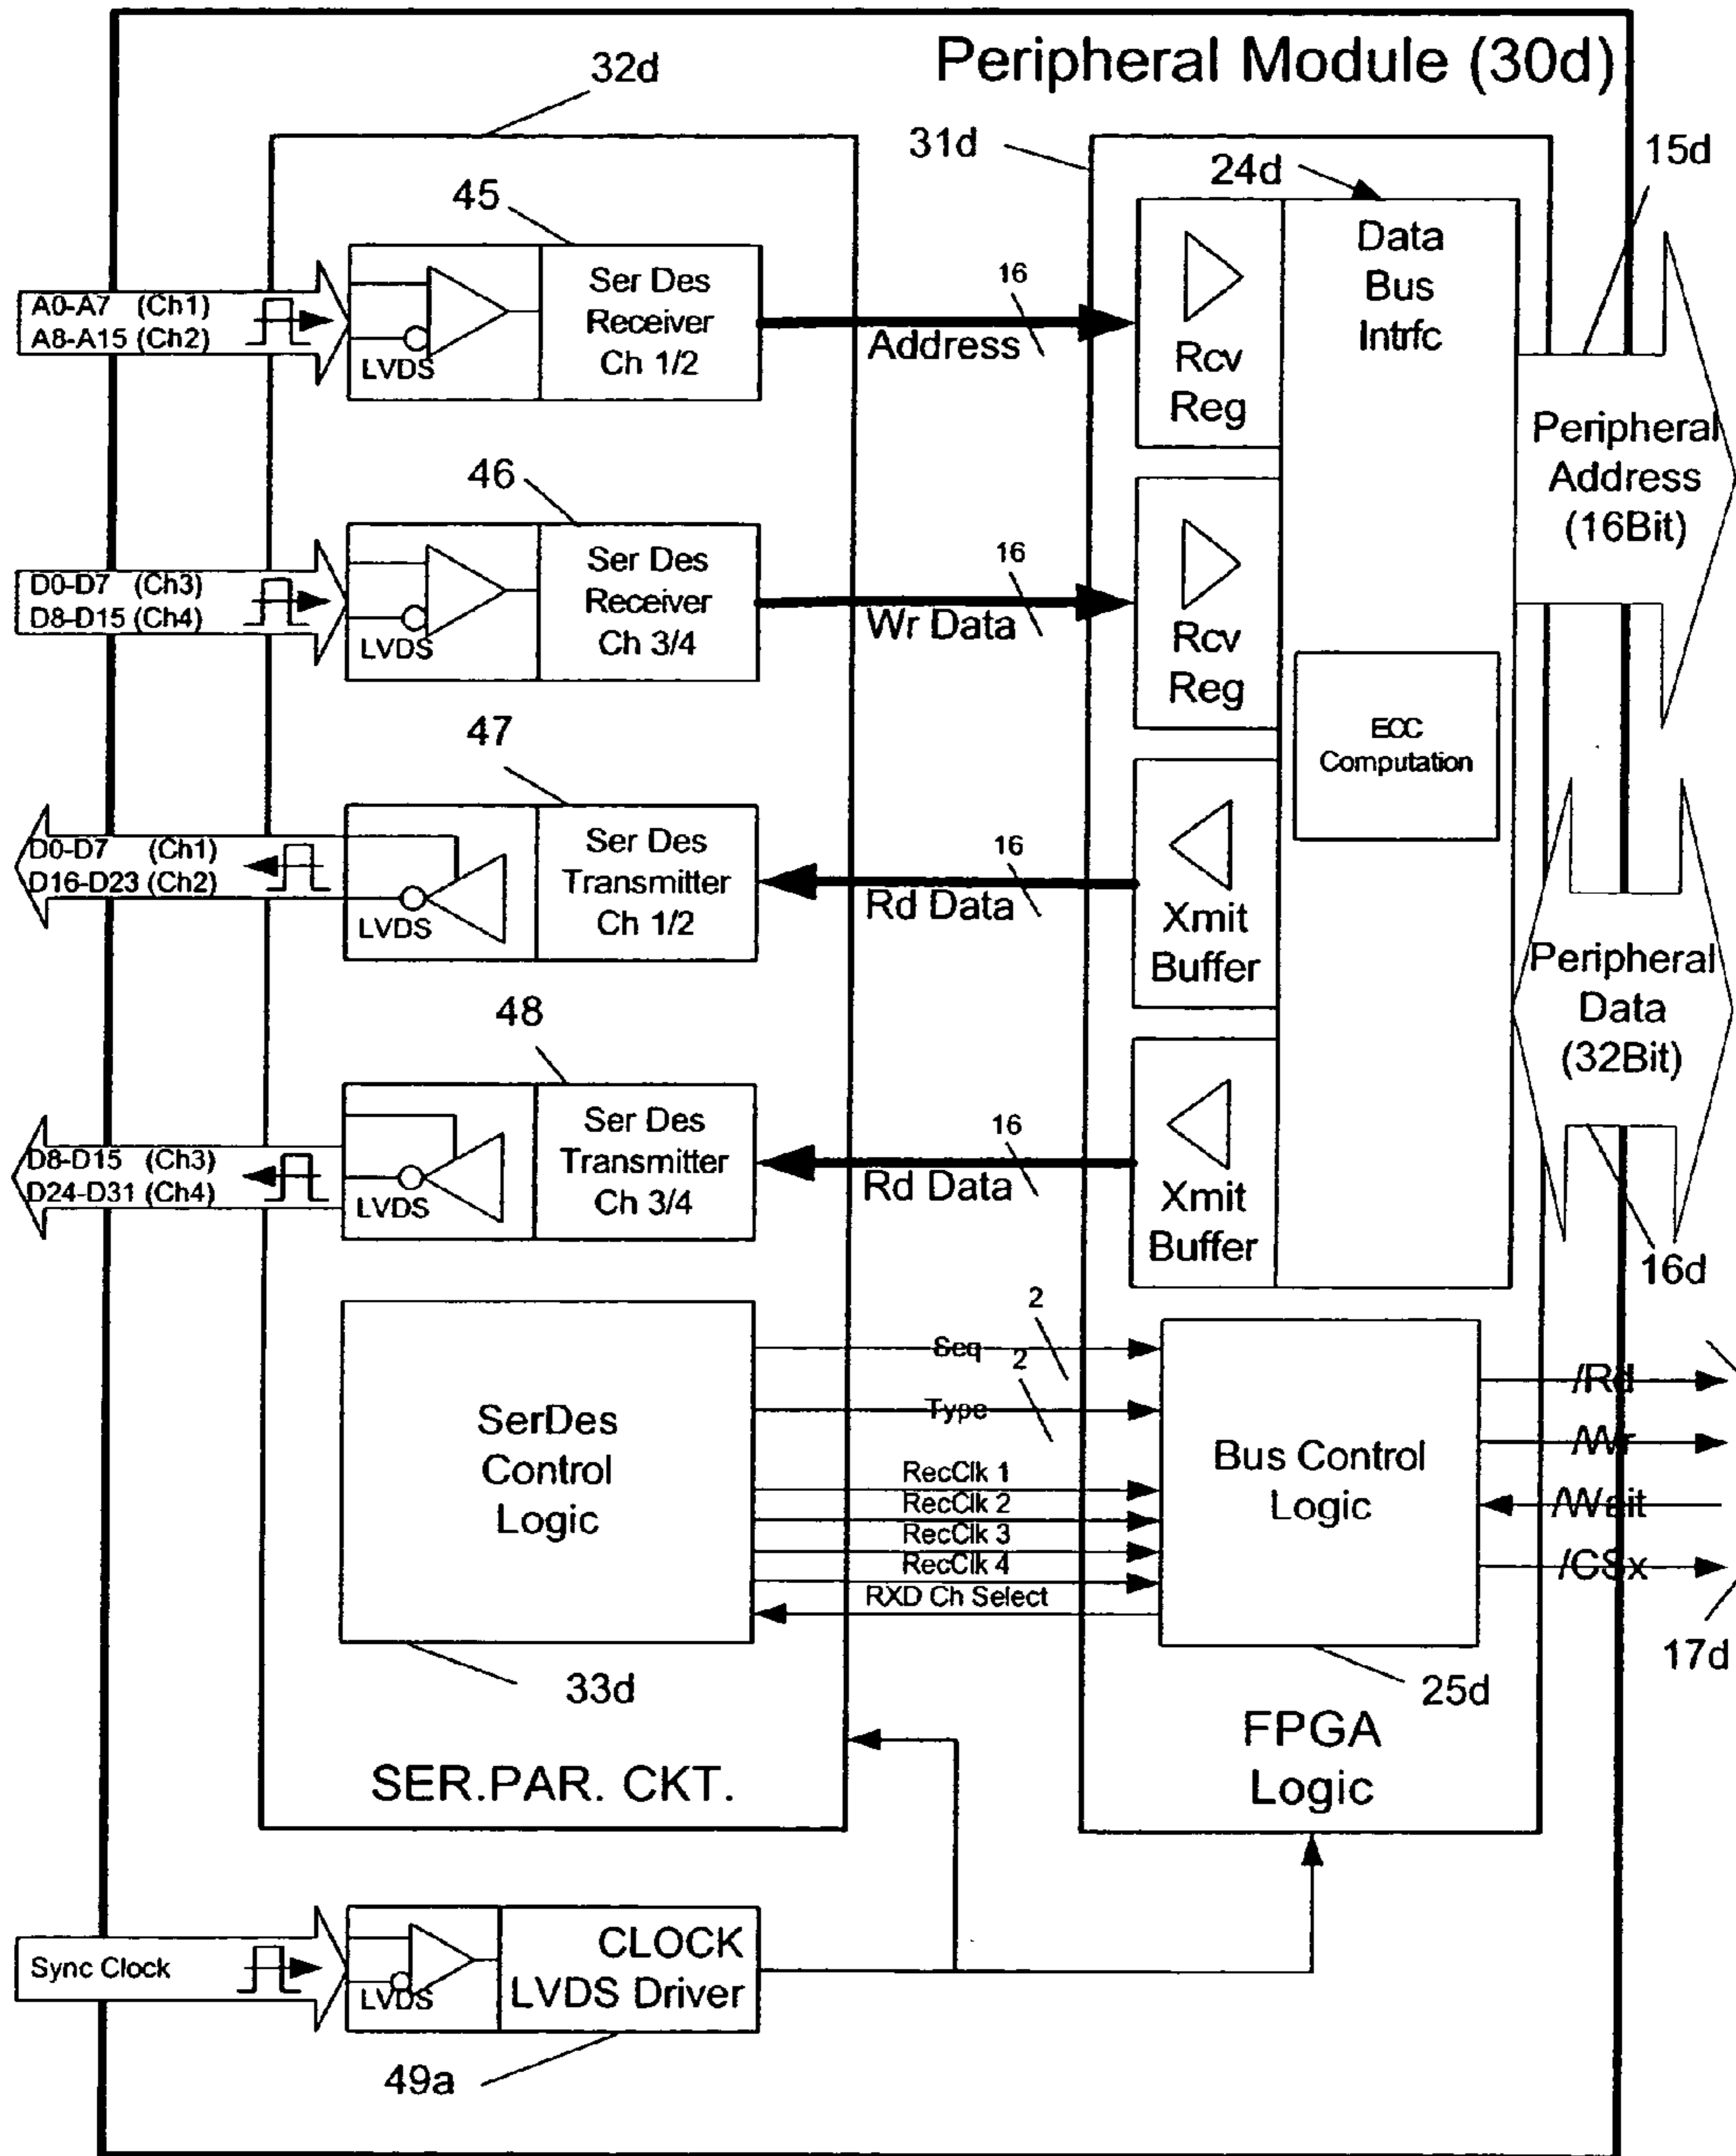 Peripheral Module (30d)
32d
31d
15d
24d
45
A0-A7 (Ch1)
A8-A15 (Ch2)
LVDS
Ser Des
Receiver
Ch 1/2
16
Address
Rcv
Reg
Data
Bus
Intrfc
Peripheral
Address
(16Bit)
46
D0-D7 (Ch3)
D8-D15 (Ch4)
LVDS
Ser Des
Receiver
Ch 3/4
16
Wr Data
Rcv
Reg
ECC
Computation
47
D0-D7 (Ch1)
D16-D23 (Ch2)
LVDS
Ser Des
Transmitter
Ch 1/2
16
Rd Data
Xmit
Buffer
Peripheral
Data
(32Bit)
48
D8-D15 (Ch3)
D24-D31 (Ch4)
LVDS
Ser Des
Transmitter
Ch 3/4
16
Rd Data
Xmit
Buffer
16d
SerDes
Control
Logic
2
Seq
2
Type
RecClk 1
RecClk 2
RecClk 3
RecClk 4
RXD Ch Select
Bus Control
Logic
/Rd
/Wr
/Wait
/CSx
17d
33d
25d
SER.PAR. CKT.
FPGA
Logic
Sync Clock
LVDS
CLOCK
LVDS Driver
49a